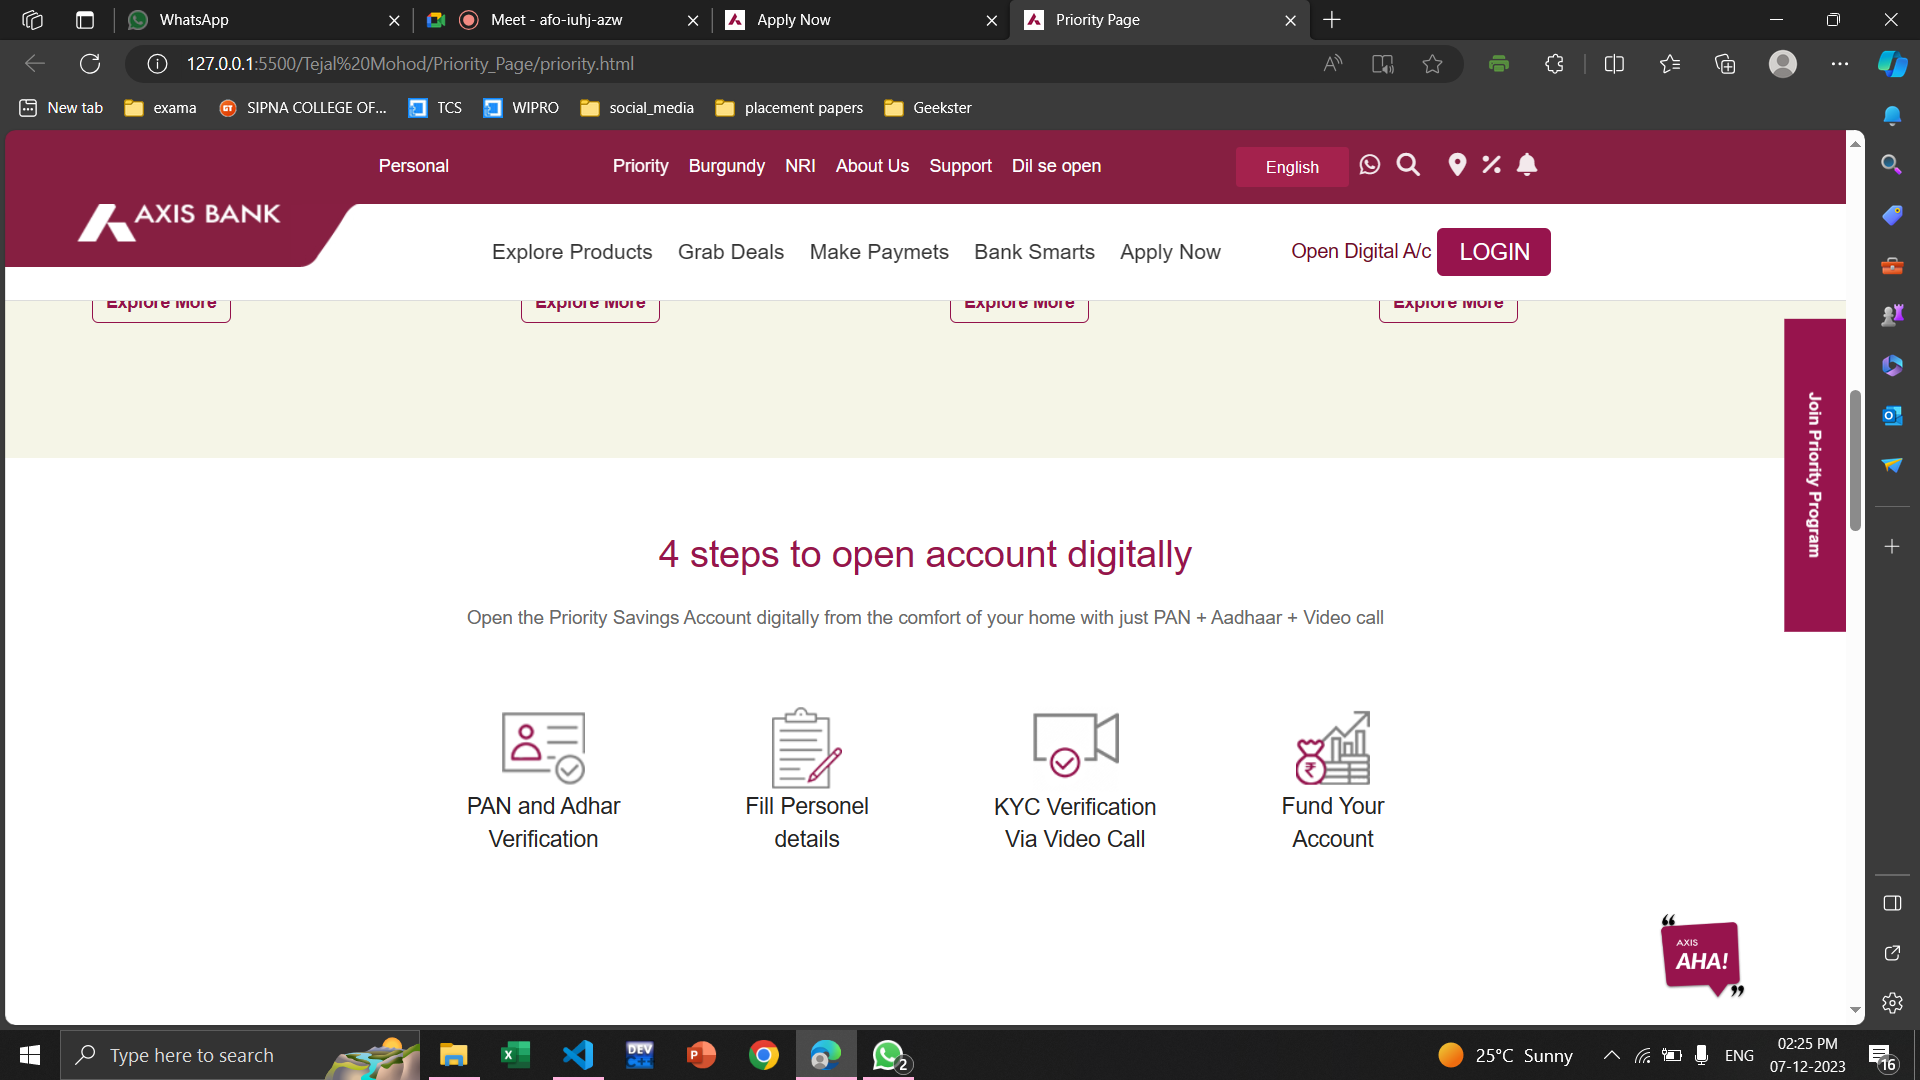 WhatsApp
Meet - afo-iuhj-azw
Apply Now
Priority Page
127.0.0.1:5500/Tejal%20Mohod/Priority_Page/priority.html
New tab
exama
SIPNA COLLEGE OF...
TCS
WIPRO
social_media
placement papers
Geekster
Personal
Priority
Burgundy
NRI
About Us
Support
Dil se open
English
AXIS BANK
Explore Products
Grab Deals
Make Paymets
Bank Smarts
Apply Now
Open Digital A/c
LOGIN
Explore More
Explore More
Explore More
Explore More
Join Priority Program
4 steps to open account digitally
Open the Priority Savings Account digitally from the comfort of your home with just PAN + Aadhaar + Video call
PAN and Adhar
Verification
Fill Personel
details
KYC Verification
Via Video Call
Fund Your
Account
AXIS
AHA!
Type here to search
DEV
C++
2
25°C Sunny
ENG
02:25 PM
07-12-2023
16